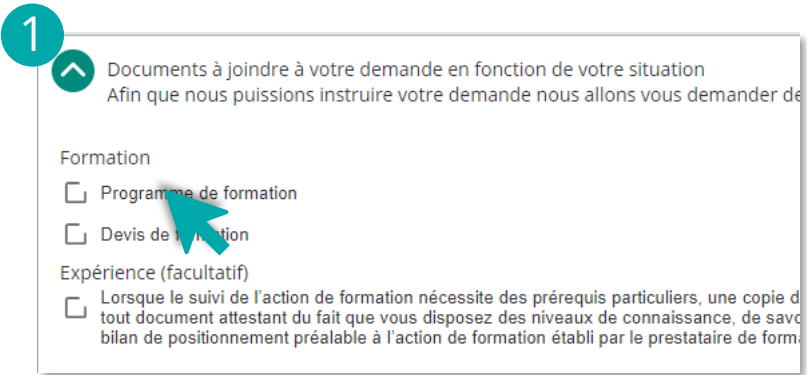 1
Documents à joindre à votre demande en fonction de votre situation
Afin que nous puissions instruire votre demande nous allons vous demander de
Formation
Programme de formation
Devis de formation
Expérience (facultatif)
Lorsque le suivi de l'action de formation nécessite des prérequis particuliers, une copie d
tout document attestant du fait que vous disposez des niveaux de connaissance, de savo
bilan de positionnement préalable à l'action de formation établi par le prestataire de forma